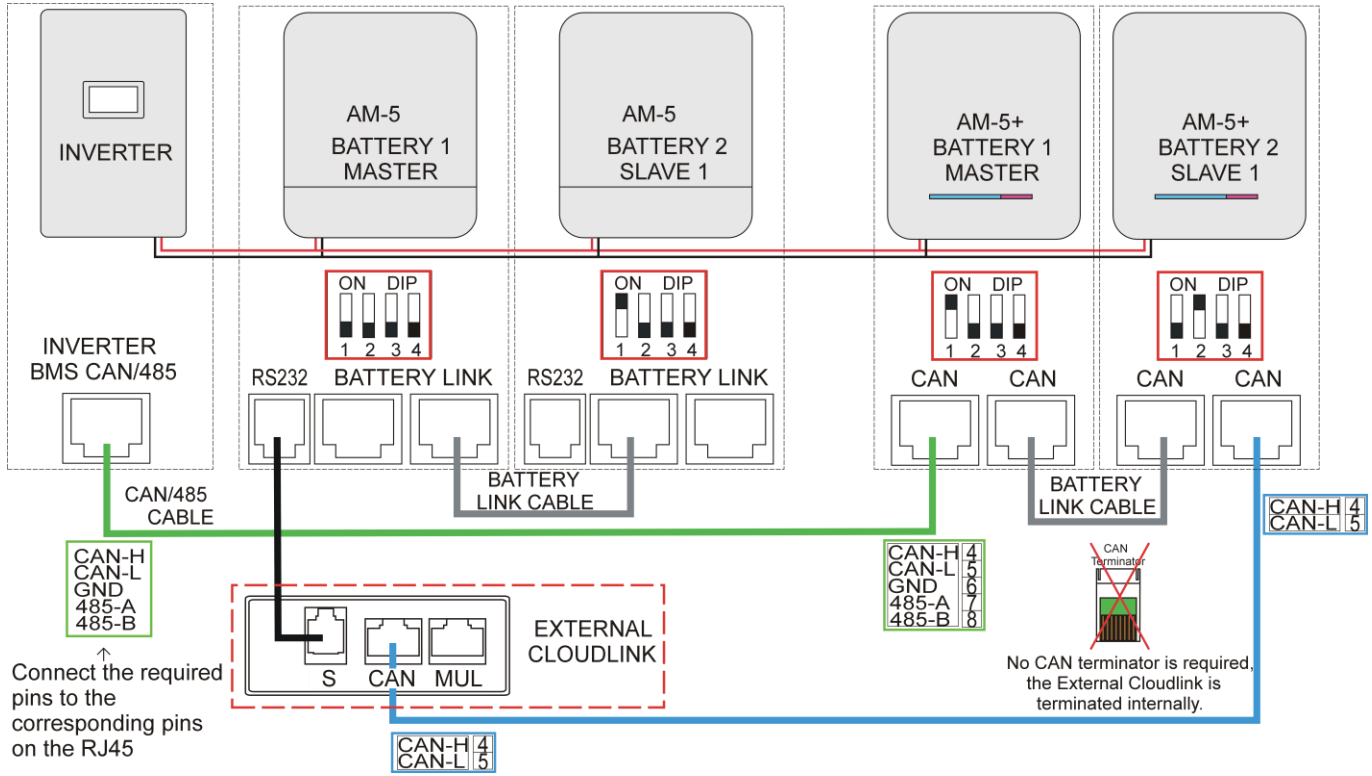 INVERTER
AM-5
BATTERY 1
MASTER
AM-5
BATTERY 2
SLAVE 1
AM-5+
BATTERY 1
MASTER
AM-5+
BATTERY 2
SLAVE 1
ON DIP
1 2 3 4
ON DIP
1 2 3 4
ON DIP
1 2 3 4
ON DIP
1 2 3 4
INVERTER
BMS CAN/485
RS232 BATTERY LINK
RS232 BATTERY LINK
CAN CAN
CAN CAN
CAN/485
CABLE
BATTERY
LINK CABLE
BATTERY
LINK CABLE
CAN-H 4
CAN-L 5
CAN-H
CAN-L
GND
485-A
485-B
CAN-H 4
CAN-L 5
GND 6
485-A 7
485-B 8
CAN
Terminator
No CAN terminator is required,
the External Cloudlink is
terminated internally.
Connect the required
pins to the
corresponding pins
on the RJ45
S CAN MUL
EXTERNAL
CLOUDLINK
CAN-H 4
CAN-L 5